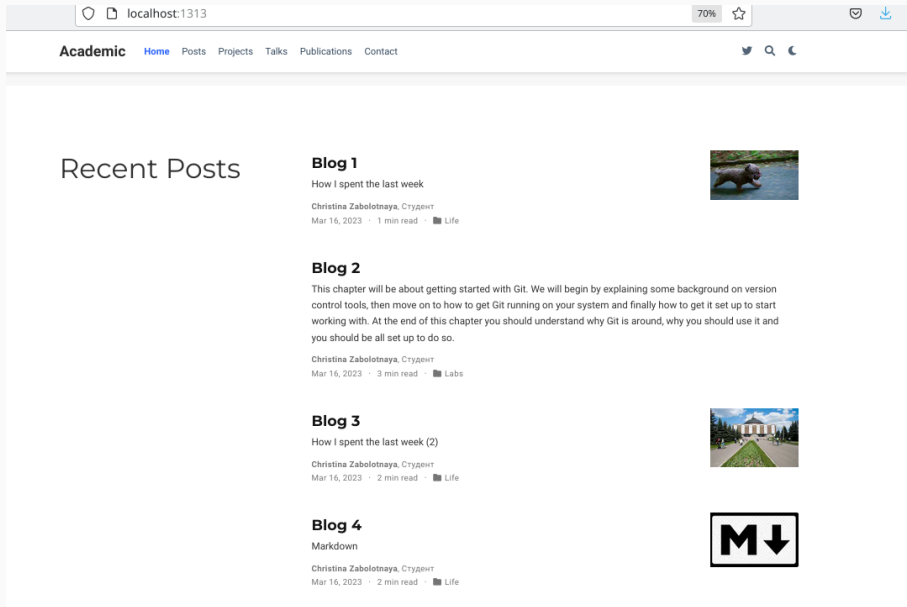 localhost:1313
70%
Academic Home Posts Projects Talks Publications Contact
Recent Posts
Blog 1
How I spent the last week
Christina Zabolotnaya, Студент
Mar 16, 2023 · 1 min read · Life
Blog 2
This chapter will be about getting started with Git. We will begin by explaining some background on version
control tools, then move on to how to get Git running on your system and finally how to get it set up to start
working with. At the end of this chapter you should understand why Git is around, why you should use it and
you should be all set up to do so.
Christina Zabolotnaya, Студент
Mar 16, 2023 · 3 min read · Labs
Blog 3
How I spent the last week (2)
Christina Zabolotnaya, Студент
Mar 16, 2023 · 2 min read · Life
Blog 4
Markdown
Christina Zabolotnaya, Студент
Mar 16, 2023 · 2 min read · Life
M